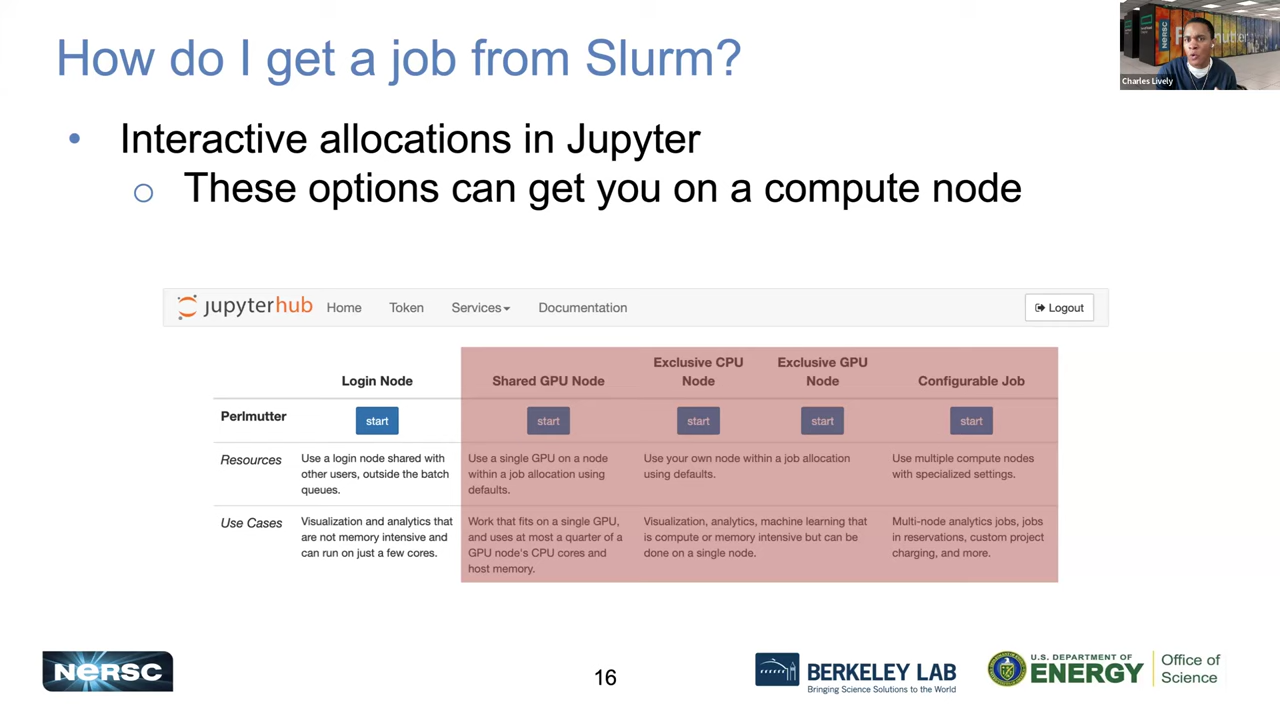 How do I get a job from Slurm?
Charles Lively
• Interactive allocations in Jupyter
○ These options can get you on a compute node
jupyterhub Home Token Services Documentation Logout
Login Node Shared GPU Node Exclusive CPU Node Exclusive GPU Node Configurable Job
Perlmutter start start start start start
Resources
Use a login node shared with
other users, outside the batch
queues.
Use a single GPU on a node
within a job allocation using
defaults.
Use your own node within a job allocation
using defaults.
Use multiple compute nodes
with specialized settings.
Use Cases
Visualization and analytics that
are not memory intensive and
can run on just a few cores.
Work that fits on a single GPU,
and uses at most a quarter of a
GPU node's CPU cores and
host memory.
Visualization, analytics, machine learning that
is compute or memory intensive but can be
done on a single node.
Multi-node analytics jobs, jobs
in reservations, custom project
charging, and more.
NERSC
16
BERKELEY LAB
Bringing Science Solutions to the World
U.S. DEPARTMENT OF
ENERGY
Office of
Science